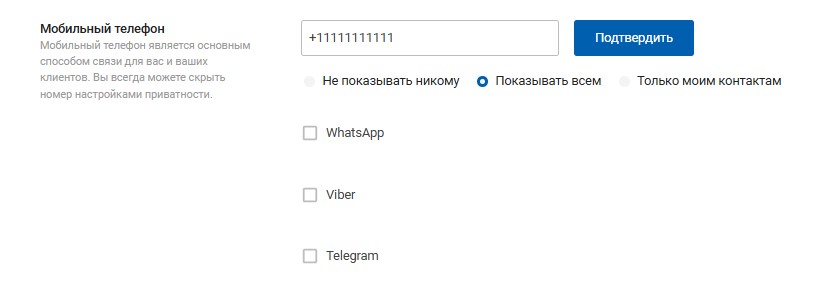 Мобильный телефон
Мобильный телефон является основным
способом связи для вас и ваших
клиентов. Вы всегда можете скрыть
номер настройками приватности.
+11111111111
Подтвердить
Не показывать никому
Показывать всем
Только моим контактам
WhatsApp
Viber
Telegram